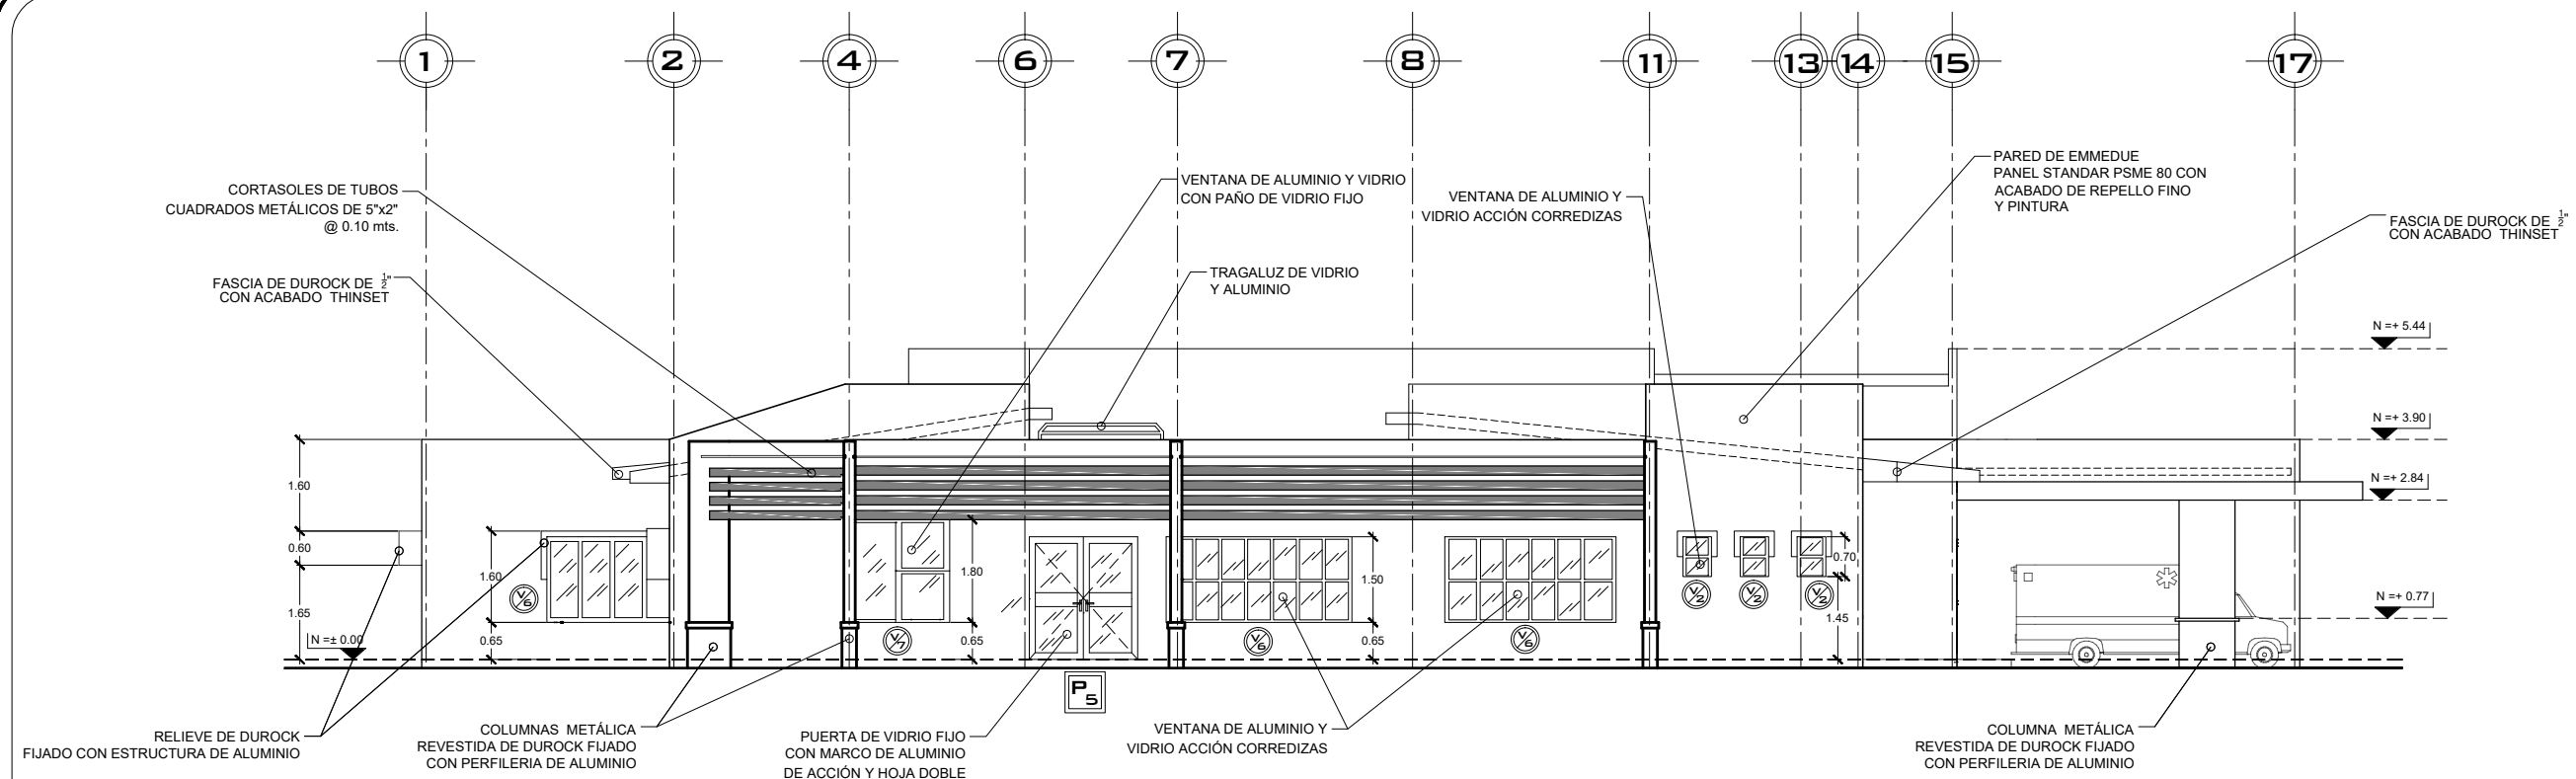 1
2
4
6
7
8
11
13
14
15
17
CORTASOLES DE TUBOS
CUADRADOS METÁLICOS DE 5"x2"
@ 0.10 mts.
FASCIA DE DUROCK DE 1/2"
CON ACABADO THINSET
VENTANA DE ALUMINIO Y VIDRIO
CON PAÑO DE VIDRIO FIJO
TRAGALUZ DE VIDRIO
Y ALUMINIO
VENTANA DE ALUMINIO Y
VIDRIO ACCIÓN CORREDIZAS
PARED DE EMMEDUE
PANEL STANDAR PSME 80 CON
ACABADO DE REPELLO FINO
Y PINTURA
FASCIA DE DUROCK DE 1/2"
CON ACABADO THINSET
N =+ 5.44
N =+ 3.90
N =+ 2.84
N =+ 0.77
1.60
0.60
1.65
N =± 0.00
1.60
0.65
V/6
V/7
1.80
0.65
P5
V/6
1.50
0.65
V/6
V/2
V/2
V/2
0.70
1.45
RELIEVE DE DUROCK
FIJADO CON ESTRUCTURA DE ALUMINIO
COLUMNAS METÁLICA
REVESTIDA DE DUROCK FIJADO
CON PERFILERIA DE ALUMINIO
PUERTA DE VIDRIO FIJO
CON MARCO DE ALUMINIO
DE ACCIÓN Y HOJA DOBLE
VENTANA DE ALUMINIO Y
VIDRIO ACCIÓN CORREDIZAS
COLUMNA METÁLICA
REVESTIDA DE DUROCK FIJADO
CON PERFILERIA DE ALUMINIO